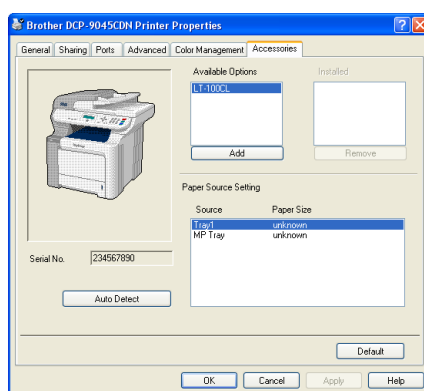 Brother DCP-9045CDN Printer Properties
General Sharing Ports Advanced Color Management Accessories
Available Options Installed
LT-100CL
Add Remove
Paper Source Setting
Source Paper Size
Tray1 unknown
MP Tray unknown
Serial No. 234567890
Auto Detect
Default
OK Cancel Apply Help